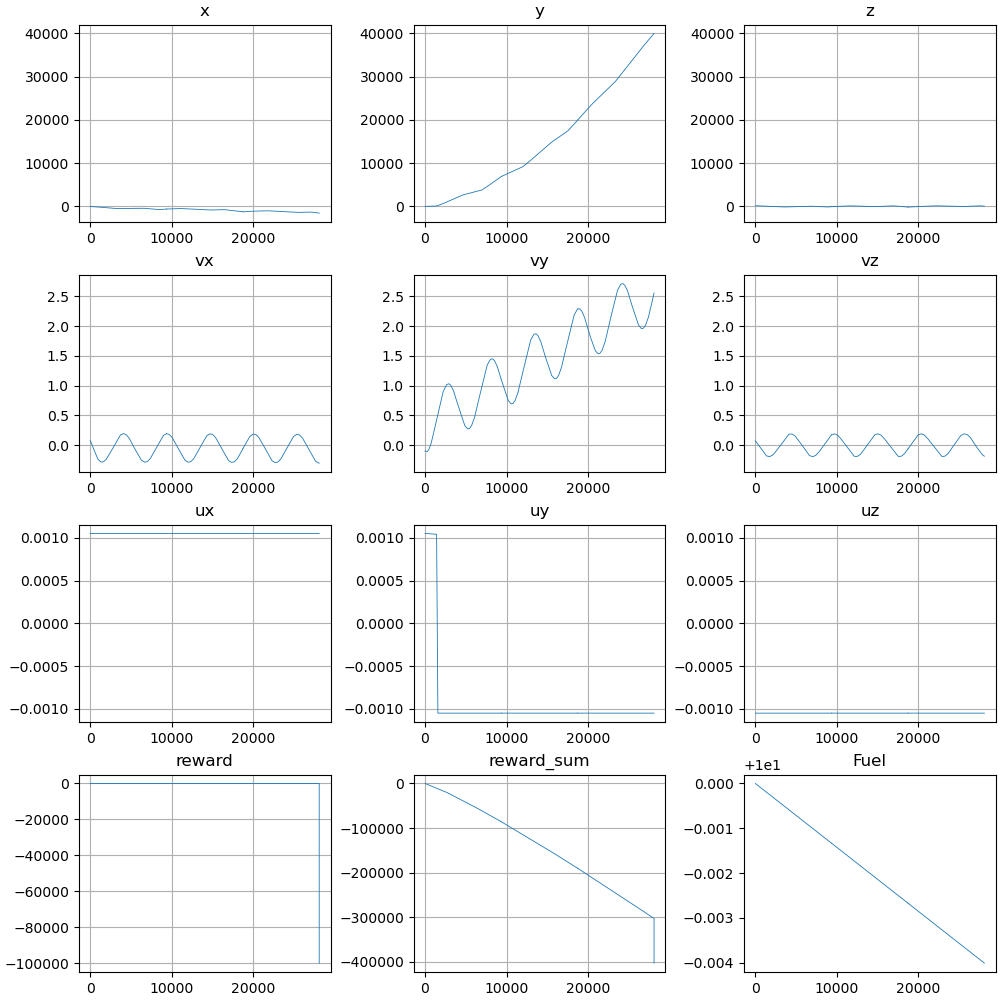 x y z
40000 40000 40000
30000 30000 30000
20000 20000 20000
10000 10000 10000
0 0 0
0 10000 20000 0 10000 20000 0 10000 20000
vx vy vz
2.5 2.5 2.5
2.0 2.0 2.0
1.5 1.5 1.5
1.0 1.0 1.0
0.5 0.5 0.5
0.0 0.0 0.0
0 10000 20000 0 10000 20000 0 10000 20000
ux uy uz
0.0010 0.0010 0.0010
0.0005 0.0005 0.0005
0.0000 0.0000 0.0000
−0.0005 −0.0005 −0.0005
−0.0010 −0.0010 −0.0010
0 10000 20000 0 10000 20000 0 10000 20000
reward reward_sum +1e1 Fuel
0 0 0.000
−20000 −100000 −0.001
−40000 −200000 −0.002
−60000 −300000 −0.003
−80000 −400000 −0.004
−100000
0 10000 20000 0 10000 20000 0 10000 20000